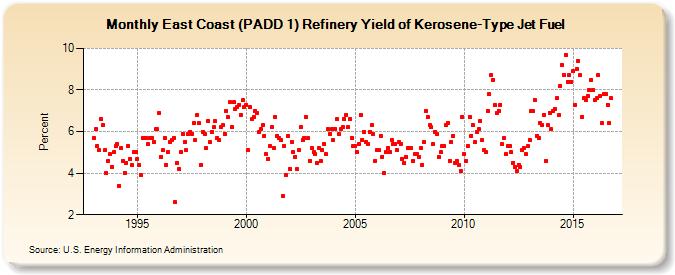 Monthly East Coast (PADD 1) Refinery Yield of Kerosene-Type Jet Fuel
Percent
10
8
6
4
2
1995 2000 2005 2010 2015
Source: U.S. Energy Information Administration